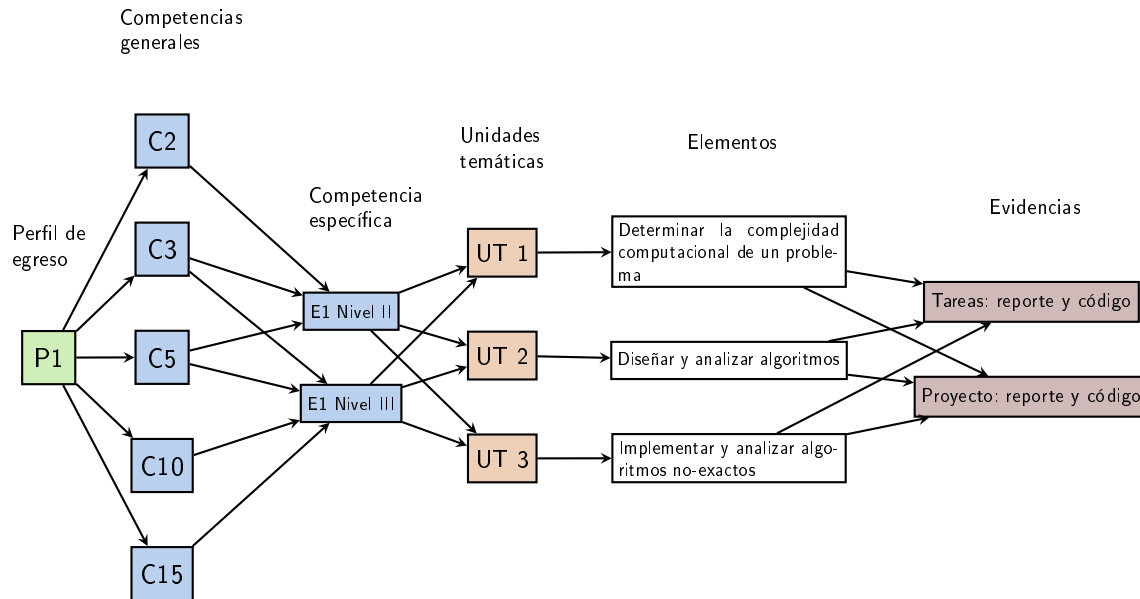 Competencias
generales
C2
C3
C5
C10
C15
Perfil de
egreso
P1
Competencia
específica
E1 Nivel II
E1 Nivel III
Unidades
temáticas
UT 1
UT 2
UT 3
Elementos
Determinar la complejidad
computacional de un proble-
ma
Diseñar y analizar algoritmos
Implementar y analizar algo-
ritmos no-exactos
Evidencias
Tareas: reporte y código
Proyecto: reporte y código